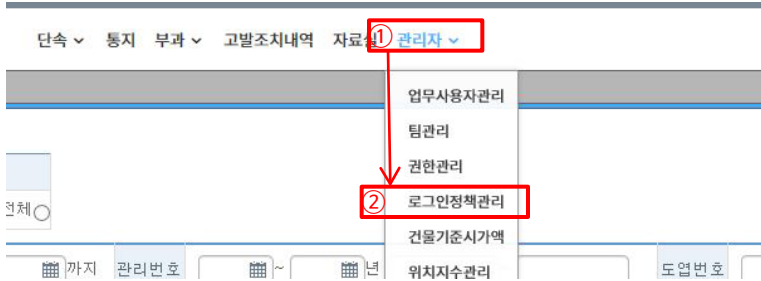 단속 통지 부과 고발조치내역 자료실 ① 관리자
업무사용자관리
팀관리
권한관리
전체
② 로그인정책관리
건물기준시가액
까지 관리번호 ~ 년 위치지수관리 도엽번호